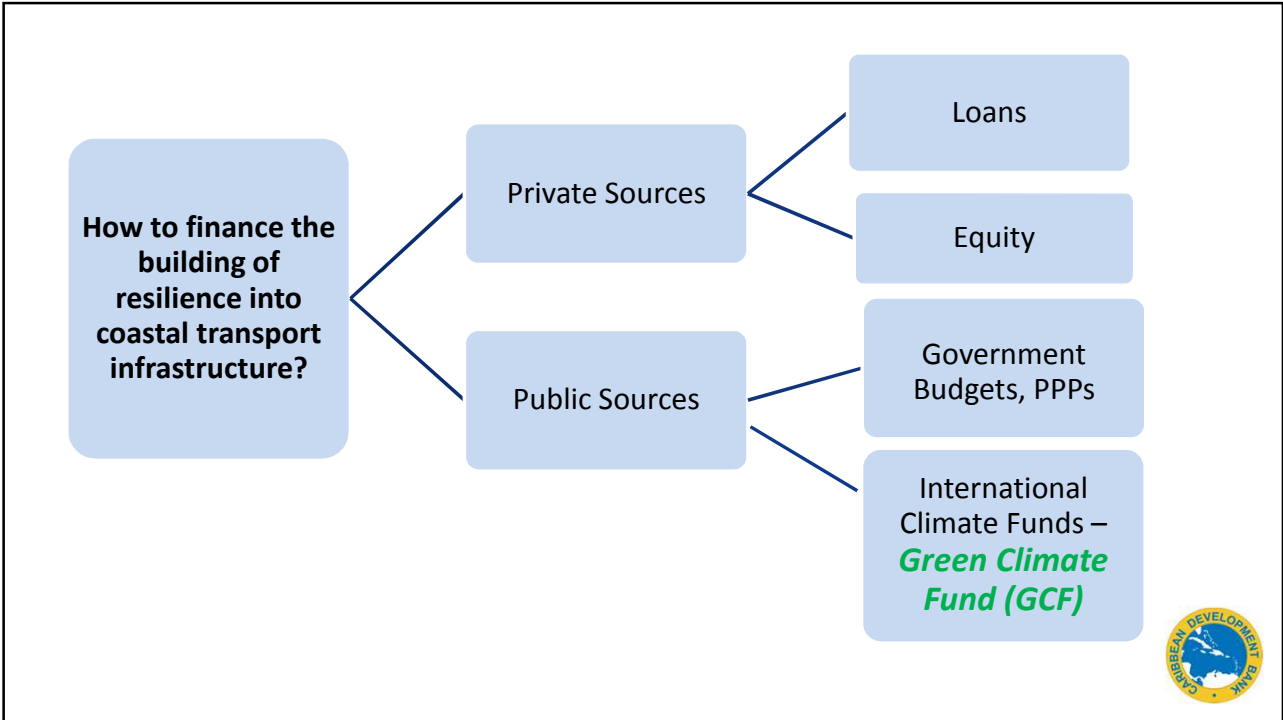 How to finance the
building of
resilience into
coastal transport
infrastructure?
Private Sources
Public Sources
Loans
Equity
Government
Budgets, PPPs
International
Climate Funds –
Green Climate
Fund (GCF)
CARIBBEAN DEVELOPMENT BANK